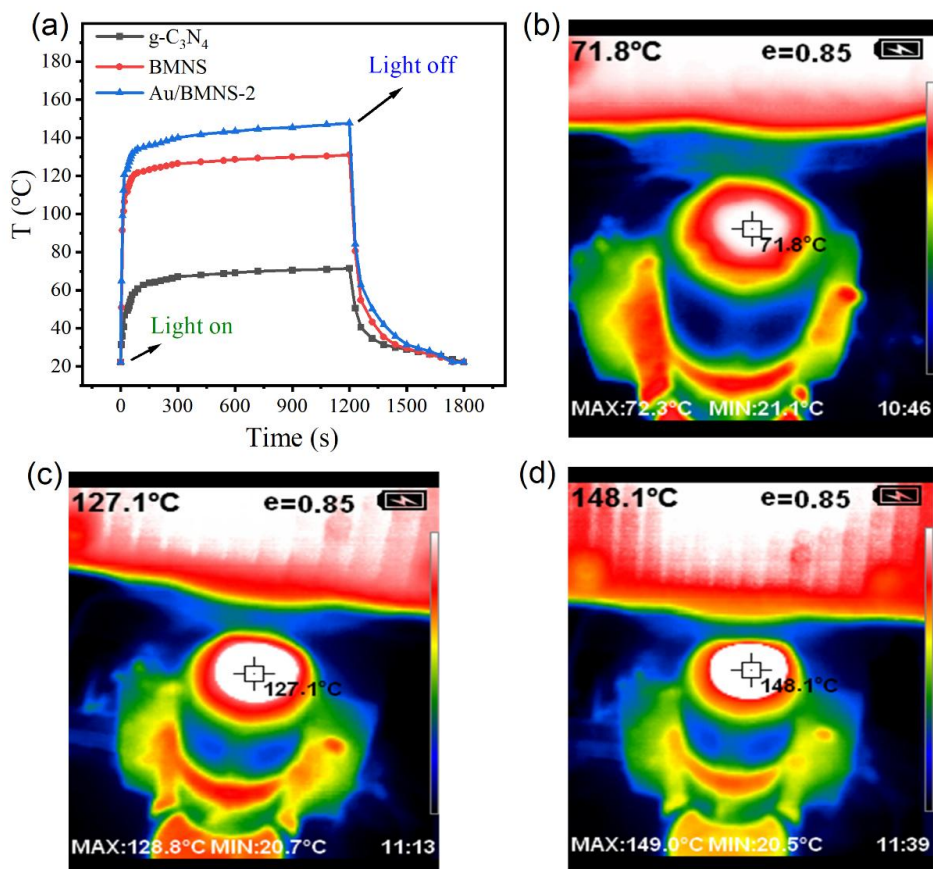 (a)
g-C₃N₄
BMNS
Au/BMNS-2
Light off
Light on
T (℃)
180
160
140
120
100
80
60
40
20
0 300 600 900 1200 1500 1800
Time (s)
(b)
71.8°C e=0.85
71.8°C
MAX:72.3°C MIN:21.1°C 10:46
(c)
127.1°C e=0.85
127.1°C
MAX:128.8°C MIN:20.7°C 11:13
(d)
148.1°C e=0.85
148.1°C
MAX:149.0°C MIN:20.5°C 11:39